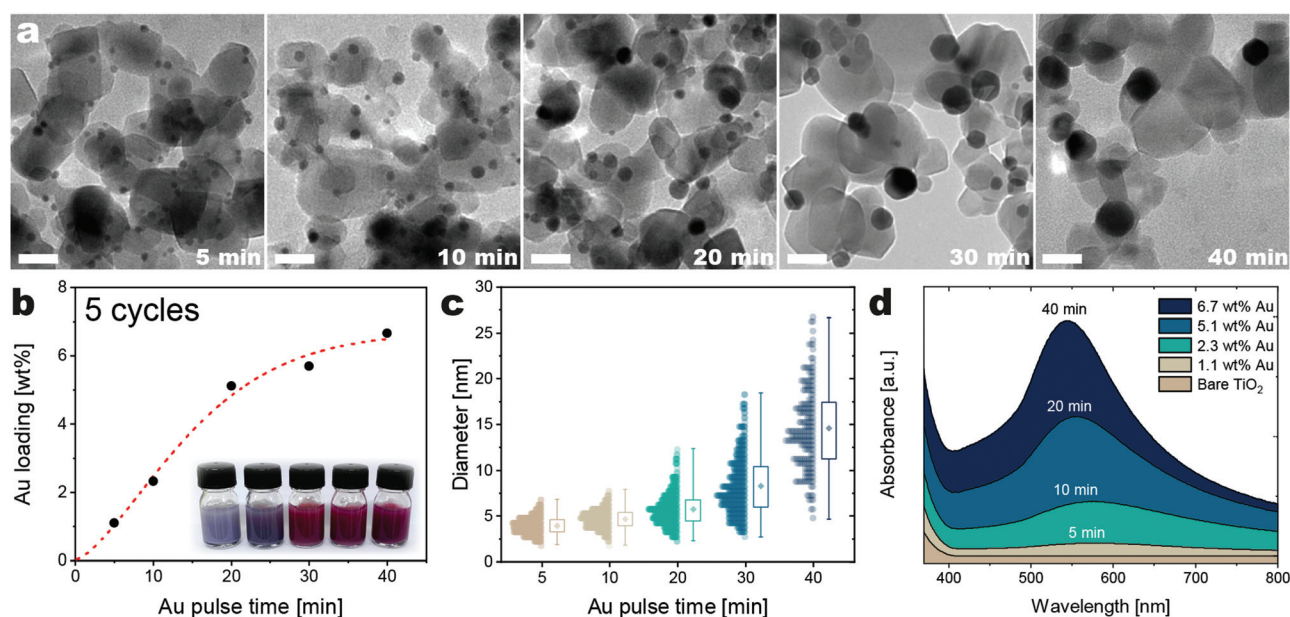 a
5 min
10 min
20 min
30 min
40 min
b
5 cycles
Au loading [wt%]
8
6
4
2
0
0
10
20
30
40
Au pulse time [min]
c
Diameter [nm]
30
25
20
15
10
5
0
5
10
20
30
40
Au pulse time [min]
d
Absorbance [a.u.]
40 min
20 min
10 min
5 min
6.7 wt% Au
5.1 wt% Au
2.3 wt% Au
1.1 wt% Au
Bare TiO₂
400
500
600
700
800
Wavelength [nm]